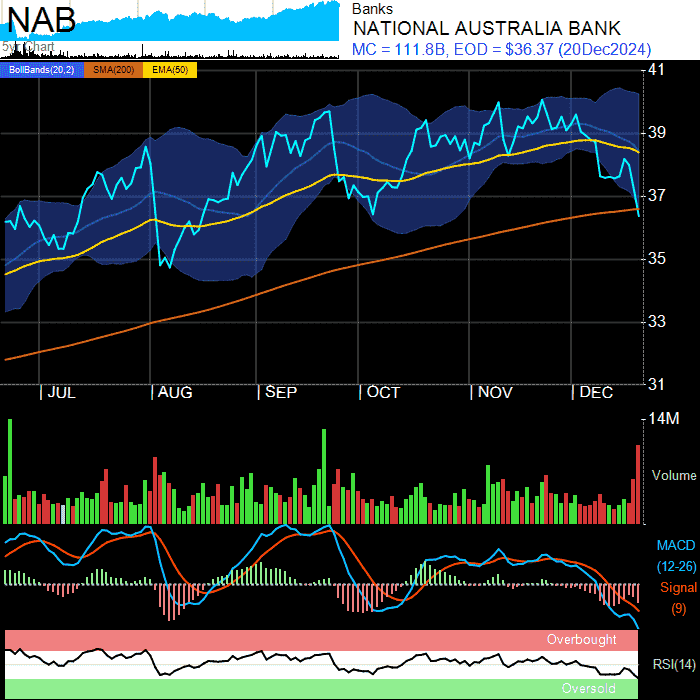 NAB
5yr Chart
Banks
NATIONAL AUSTRALIA BANK
MC = 111.8B, EOD = $36.37 (20Dec2024)
BollBands(20,2) SMA(200) EMA(50)
41
39
37
35
33
31
JUL AUG SEP OCT NOV DEC
14M
Volume
MACD
(12-26)
Signal
(9)
Overbought
RSI(14)
Oversold